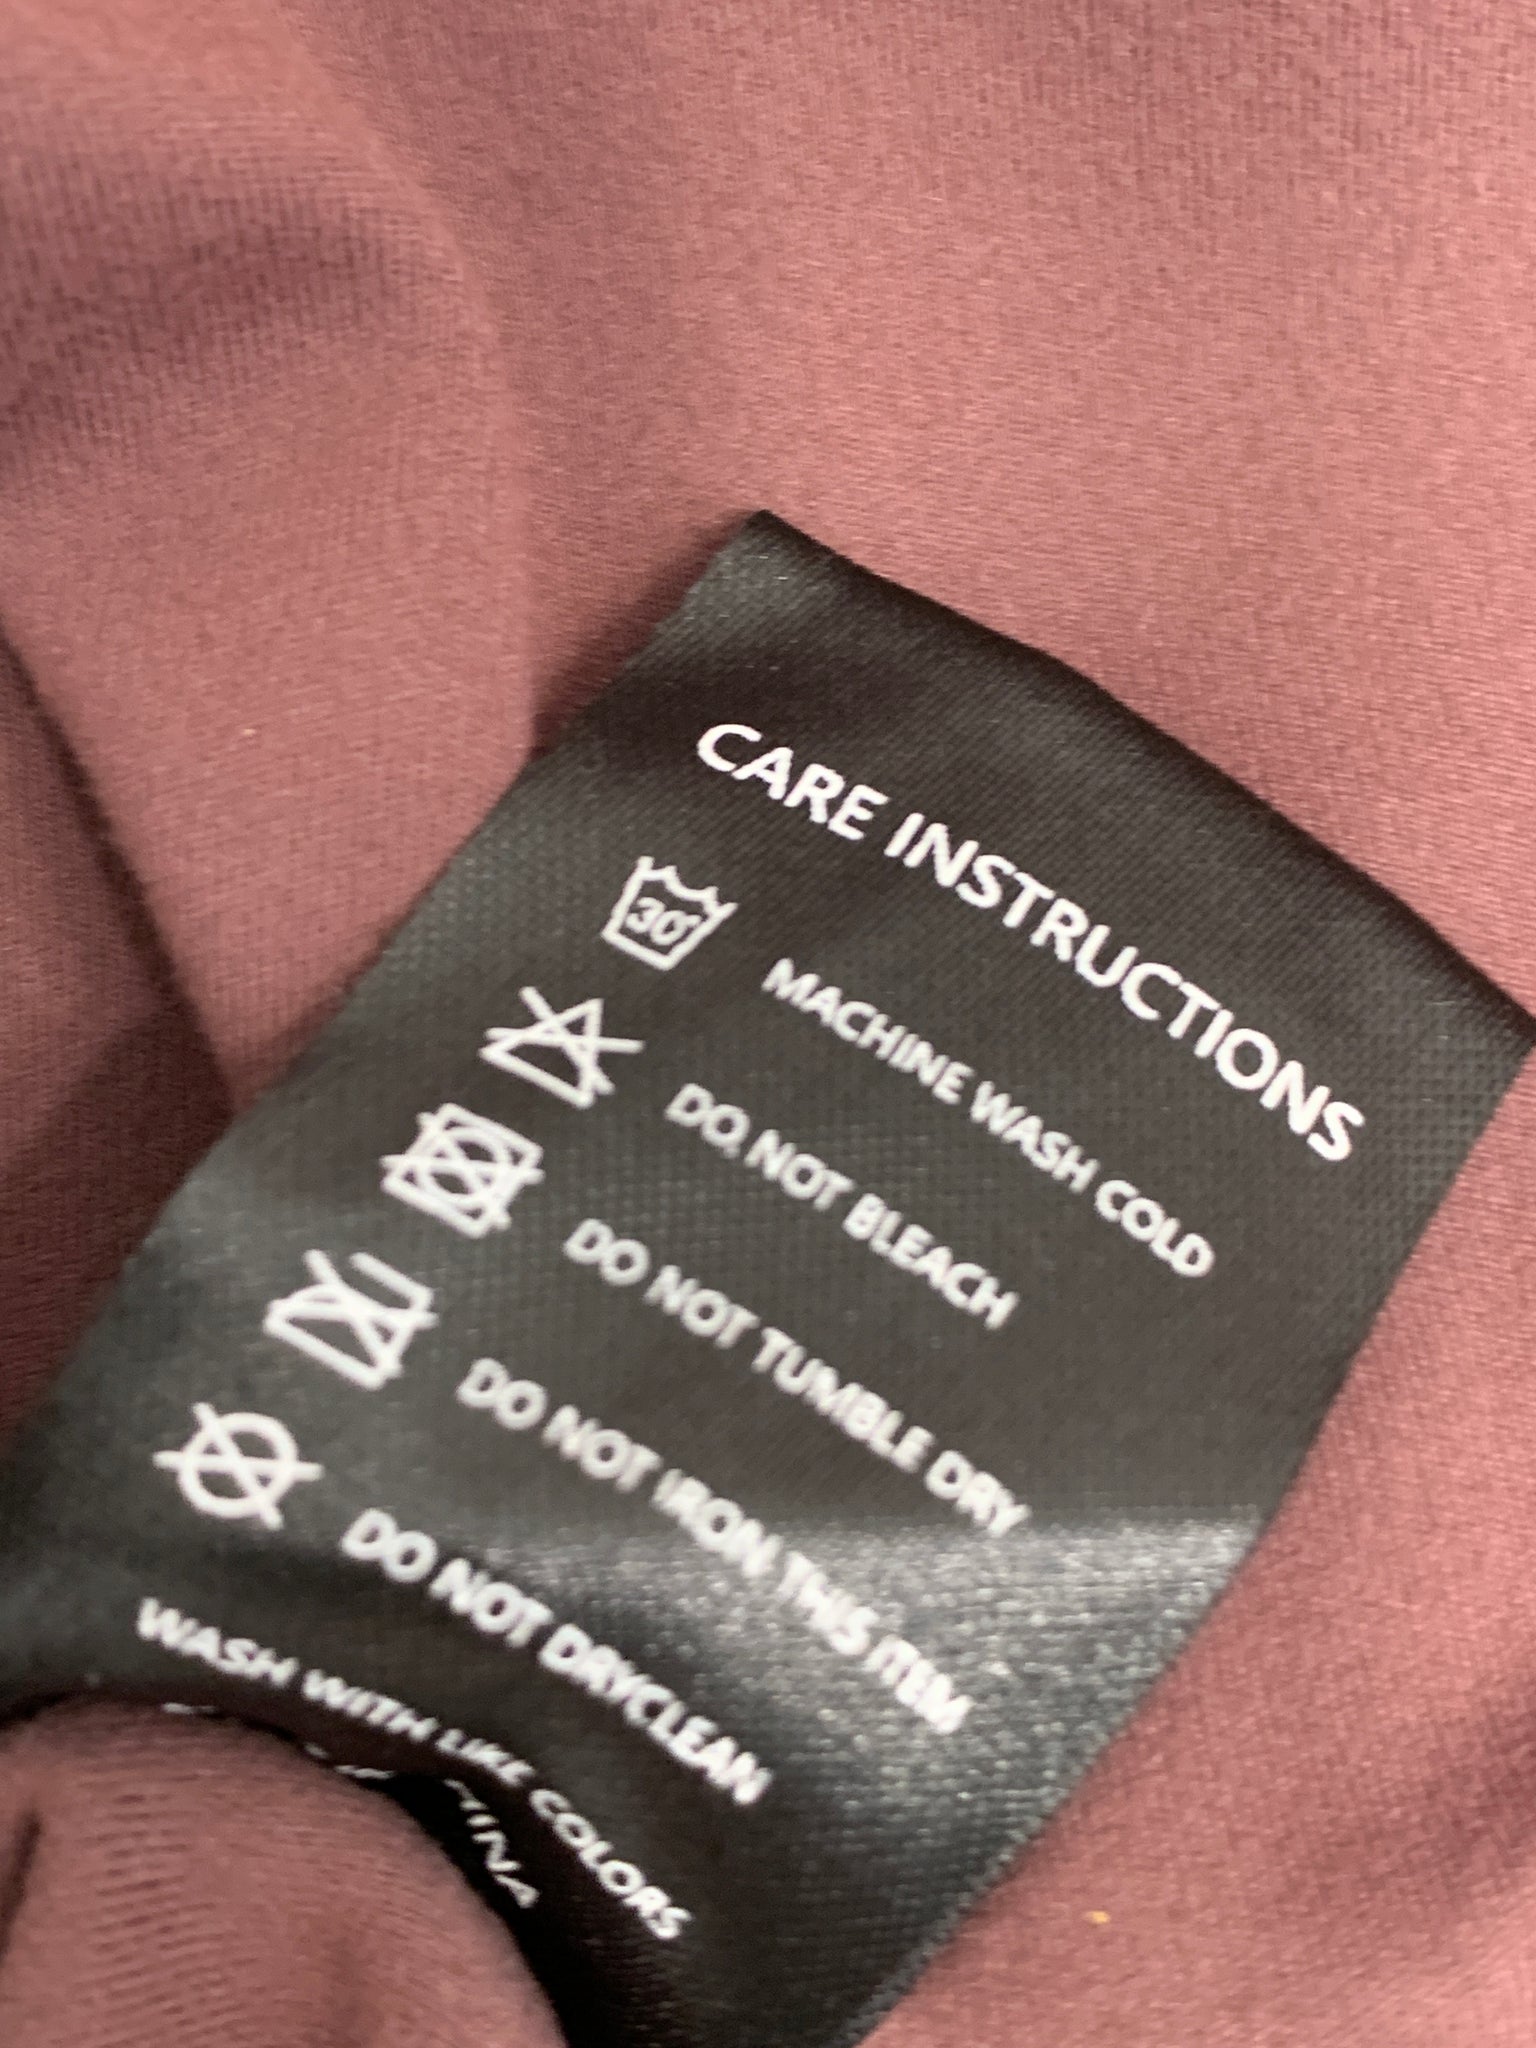 CARE INSTRUCTIONS
30° MACHINE WASH COLD
DO NOT BLEACH
DO NOT TUMBLE DRY
DO NOT IRON THIS ITEM
DO NOT DRYCLEAN
WASH WITH LIKE COLORS